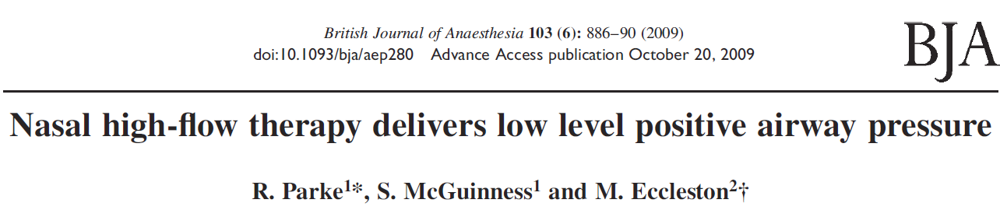 British Journal of Anaesthesia 103 (6): 886–90 (2009)
doi:10.1093/bja/aep280 Advance Access publication October 20, 2009
BJA
Nasal high-flow therapy delivers low level positive airway pressure
R. Parke1*, S. McGuinness1 and M. Eccleston2†